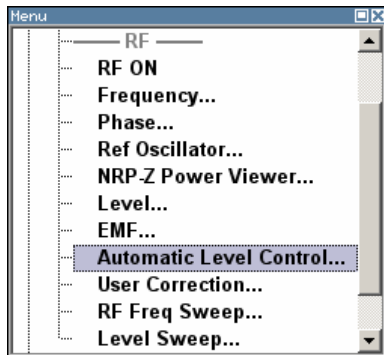 Menu
RF
RF ON
Frequency...
Phase...
Ref Oscillator...
NRP-Z Power Viewer...
Level...
EMF...
Automatic Level Control...
User Correction...
RF Freq Sweep...
Level Sweep...